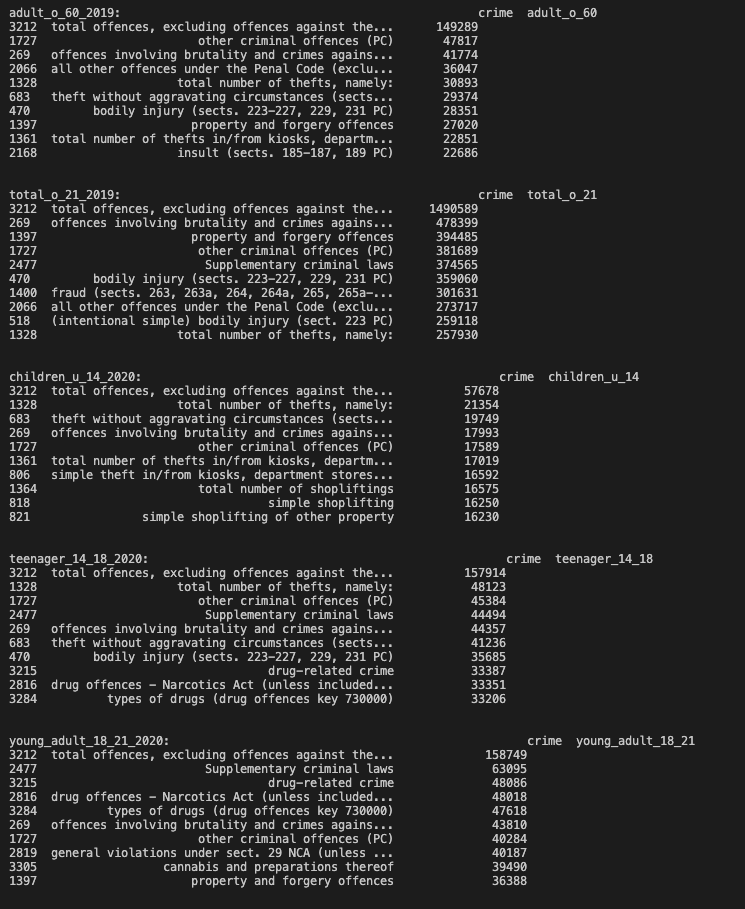 adult_o_60_2019: crime adult_o_60
3212 total offences, excluding offences against the... 149289
1727 other criminal offences (PC) 47817
269 offences involving brutality and crimes agains... 41774
2066 all other offences under the Penal Code (exclu... 36047
1328 total number of thefts, namely: 30893
683 theft without aggravating circumstances (sects... 29374
470 bodily injury (sects. 223-227, 229, 231 PC) 28351
1397 property and forgery offences 27020
1361 total number of thefts in/from kiosks, departm... 22851
2168 insult (sects. 185-187, 189 PC) 22686
total_o_21_2019: crime total_o_21
3212 total offences, excluding offences against the... 1490589
269 offences involving brutality and crimes agains... 478399
1397 property and forgery offences 394485
1727 other criminal offences (PC) 381689
2477 Supplementary criminal laws 374565
470 bodily injury (sects. 223-227, 229, 231 PC) 359060
1400 fraud (sects. 263, 263a, 264, 264a, 265, 265a-... 301631
2066 all other offences under the Penal Code (exclu... 273717
518 (intentional simple) bodily injury (sect. 223 PC) 259118
1328 total number of thefts, namely: 257930
children_u_14_2020: crime children_u_14
3212 total offences, excluding offences against the... 57678
1328 total number of thefts, namely: 21354
683 theft without aggravating circumstances (sects... 19749
269 offences involving brutality and crimes agains... 17993
1727 other criminal offences (PC) 17589
1361 total number of thefts in/from kiosks, departm... 17019
806 simple theft in/from kiosks, department stores... 16592
1364 total number of shopliftings 16575
818 simple shoplifting 16250
821 simple shoplifting of other property 16230
teenager_14_18_2020: crime teenager_14_18
3212 total offences, excluding offences against the... 157914
1328 total number of thefts, namely: 48123
1727 other criminal offences (PC) 45384
2477 Supplementary criminal laws 44494
269 offences involving brutality and crimes agains... 44357
683 theft without aggravating circumstances (sects... 41236
470 bodily injury (sects. 223-227, 229, 231 PC) 35685
3215 drug-related crime 33387
2816 drug offences - Narcotics Act (unless included... 33351
3284 types of drugs (drug offences key 730000) 33206
young_adult_18_21_2020: crime young_adult_18_21
3212 total offences, excluding offences against the... 158749
2477 Supplementary criminal laws 63095
3215 drug-related crime 48086
2816 drug offences - Narcotics Act (unless included... 48018
3284 types of drugs (drug offences key 730000) 47618
269 offences involving brutality and crimes agains... 43810
1727 other criminal offences (PC) 40284
2819 general violations under sect. 29 NCA (unless ... 40187
3305 cannabis and preparations thereof 39490
1397 property and forgery offences 36388